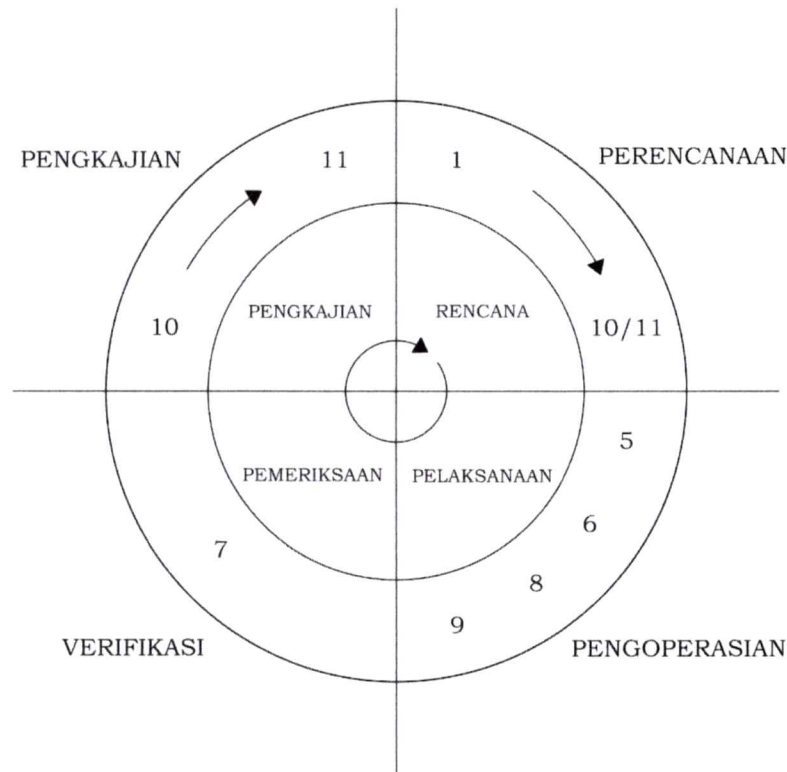 PENGKAJIAN
11
1
PERENCANAAN
10
PENGKAJIAN
RENCANA
10/11
5
PEMERIKSAAN
PELAKSANAAN
6
7
8
9
VERIFIKASI
PENGOPERASIAN